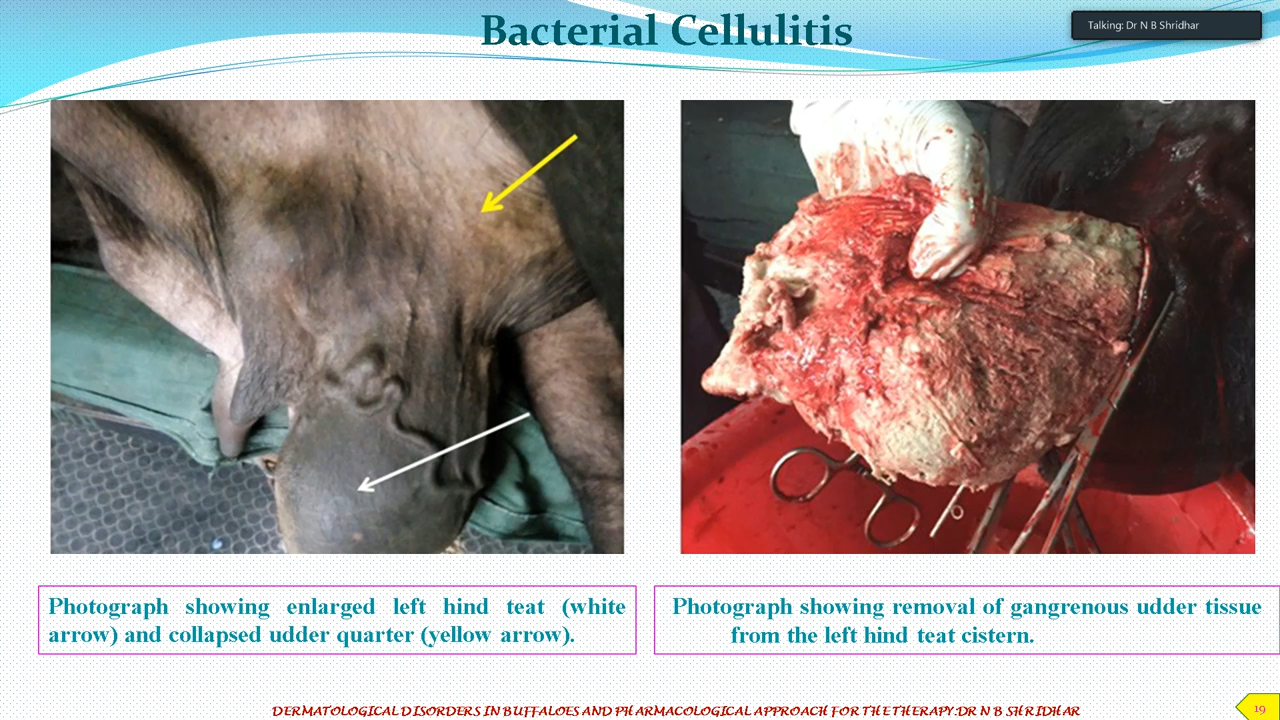 Bacterial Cellulitis
Talking: Dr N B Shridhar
Photograph showing enlarged left hind teat (white
arrow) and collapsed udder quarter (yellow arrow).
Photograph showing removal of gangrenous udder tissue
from the left hind teat cistern.
DERMATOLOGICAL DISORDERS IN BUFFALOES AND PHARMACOLOGICAL APPROACH FOR THE THERAPY:DR N B SHRIDHAR
19